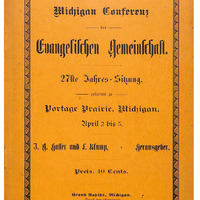 Michigan Conferenz
der
Evangelischen Gemeinschaft.
27ste Jahres-Sitzung,
gehalten zu
Portage Prairie, Michigan.
April 2 bis 5.
Herausgeber.
Preis, 10 Cents.
Grand Rapids, Michigan.